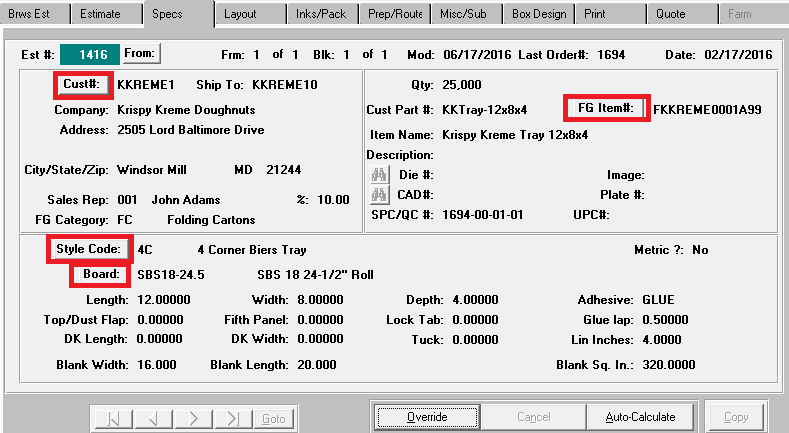 Brws Est Estimate Specs Layout Inks/Pack Prep/Route Misc/Sub Box Design Print Quote Farm
Est #: 1416 From: Frm: 1 of 1 Blk: 1 of 1 Mod: 06/17/2016 Last Order#: 1694 Date: 02/17/2016
Cust#: KKREME1 Ship To: KKREME10
Company: Krispy Kreme Doughnuts
Address: 2505 Lord Baltimore Drive
City/State/Zip: Windsor Mill MD 21244
Sales Rep: 001 John Adams %: 10.00
FG Category: FC Folding Cartons
Qty: 25,000
Cust Part #: KKTray-12x8x4 FG Item#: FKKREME0001A99
Item Name: Krispy Kreme Tray 12x8x4
Description:
Die #: Image:
CAD#: Plate #:
SPC/QC #: 1694-00-01-01 UPC#:
Style Code: 4C 4 Corner Biers Tray Metric ?: No
Board: SBS18-24.5 SBS 18 24-1/2" Roll
Length: 12.00000 Width: 8.00000 Depth: 4.00000 Adhesive: GLUE
Top/Dust Flap: 0.00000 Fifth Panel: 0.00000 Lock Tab: 0.00000 Glue lap: 0.50000
DK Length: 0.00000 DK Width: 0.00000 Tuck: 0.00000 Lin Inches: 4.0000
Blank Width: 16.000 Blank Length: 20.000 Blank Sq. In.: 320.0000
Goto Override Cancel Auto-Calculate Copy